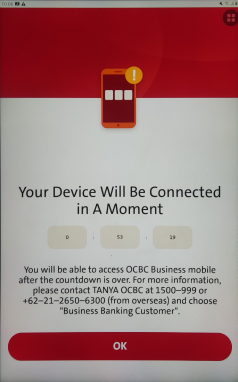 Your Device Will Be Connected
in A Moment
0 : 53 : 19
You will be able to access OCBC Business mobile
after the countdown is over. For more information,
please contact TANYA OCBC at 1500–999 or
+62–21–2650–6300 (from overseas) and choose
"Business Banking Customer".
OK